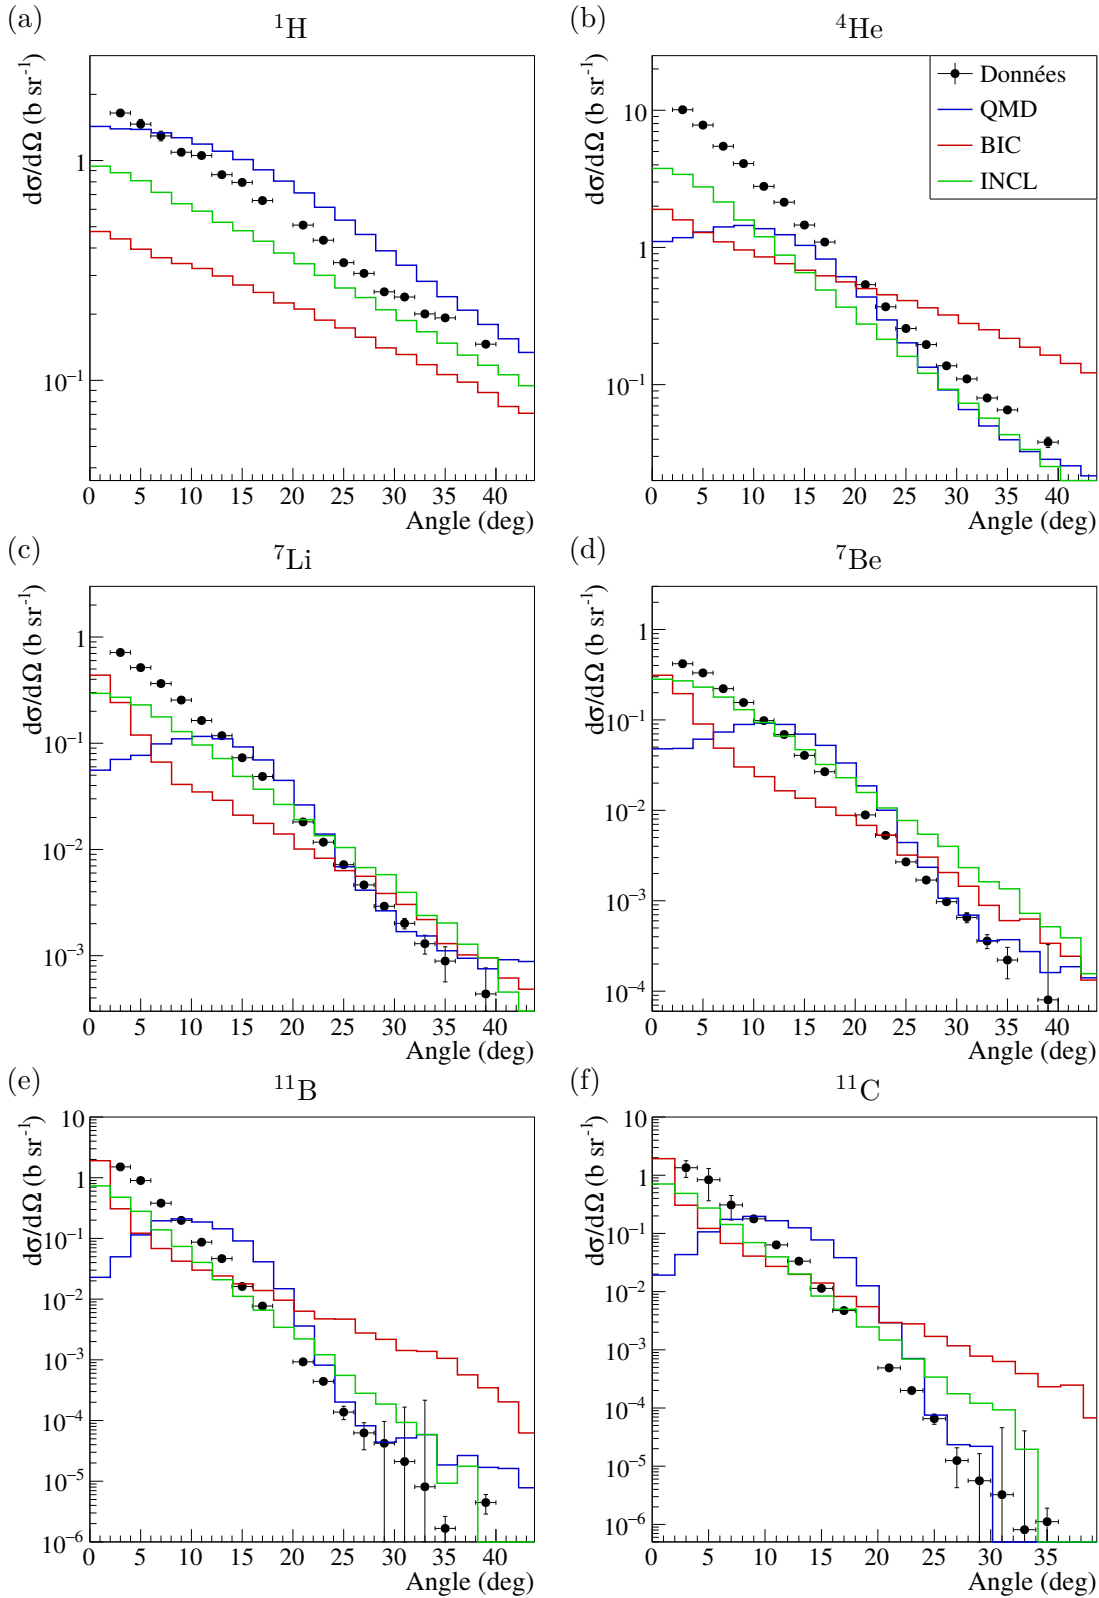 (a) ¹H
dσ/dΩ (b sr⁻¹)
1
10⁻¹
0 5 10 15 20 25 30 35 40
Angle (deg)
(b) ⁴He
dσ/dΩ (b sr⁻¹)
10
1
10⁻¹
0 5 10 15 20 25 30 35 40
Angle (deg)
Données
QMD
BIC
INCL
(c) ⁷Li
dσ/dΩ (b sr⁻¹)
1
10⁻¹
10⁻²
10⁻³
0 5 10 15 20 25 30 35 40
Angle (deg)
(d) ⁷Be
dσ/dΩ (b sr⁻¹)
1
10⁻¹
10⁻²
10⁻³
10⁻⁴
0 5 10 15 20 25 30 35 40
Angle (deg)
(e) ¹¹B
dσ/dΩ (b sr⁻¹)
10
1
10⁻¹
10⁻²
10⁻³
10⁻⁴
10⁻⁵
10⁻⁶
0 5 10 15 20 25 30 35 40
Angle (deg)
(f) ¹¹C
dσ/dΩ (b sr⁻¹)
10
1
10⁻¹
10⁻²
10⁻³
10⁻⁴
10⁻⁵
10⁻⁶
0 5 10 15 20 25 30 35
Angle (deg)